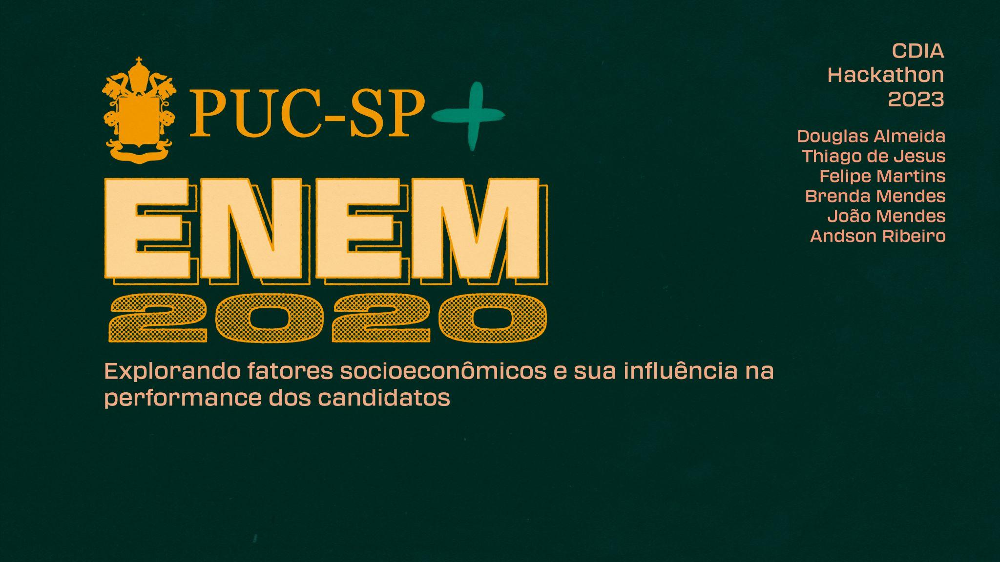 PUC-SP+
ENEM
2020
Explorando fatores socioeconômicos e sua influência na
performance dos candidatos
CDIA
Hackathon
2023
Douglas Almeida
Thiago de Jesus
Felipe Martins
Brenda Mendes
João Mendes
Andson Ribeiro